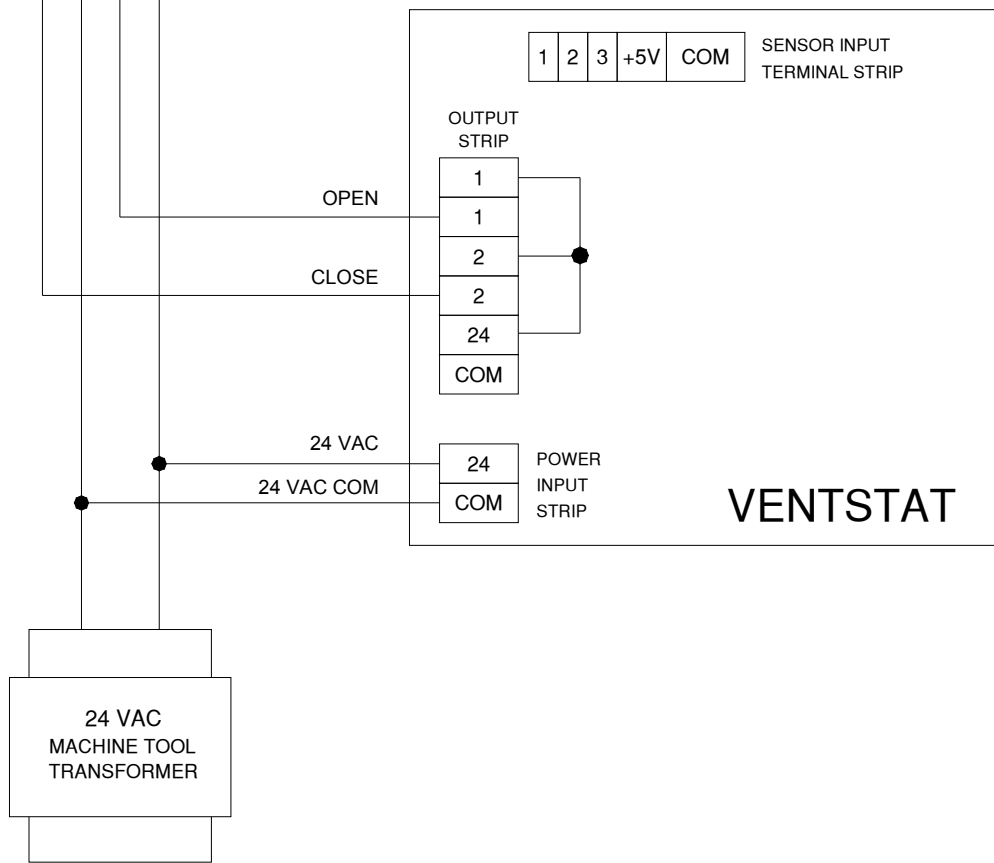 1 2 3 +5V COM
SENSOR INPUT
TERMINAL STRIP
OUTPUT
STRIP
1
OPEN
1
2
CLOSE
2
24
COM
24 VAC
24
24 VAC COM
COM
POWER
INPUT
STRIP
VENTSTAT
24 VAC
MACHINE TOOL
TRANSFORMER